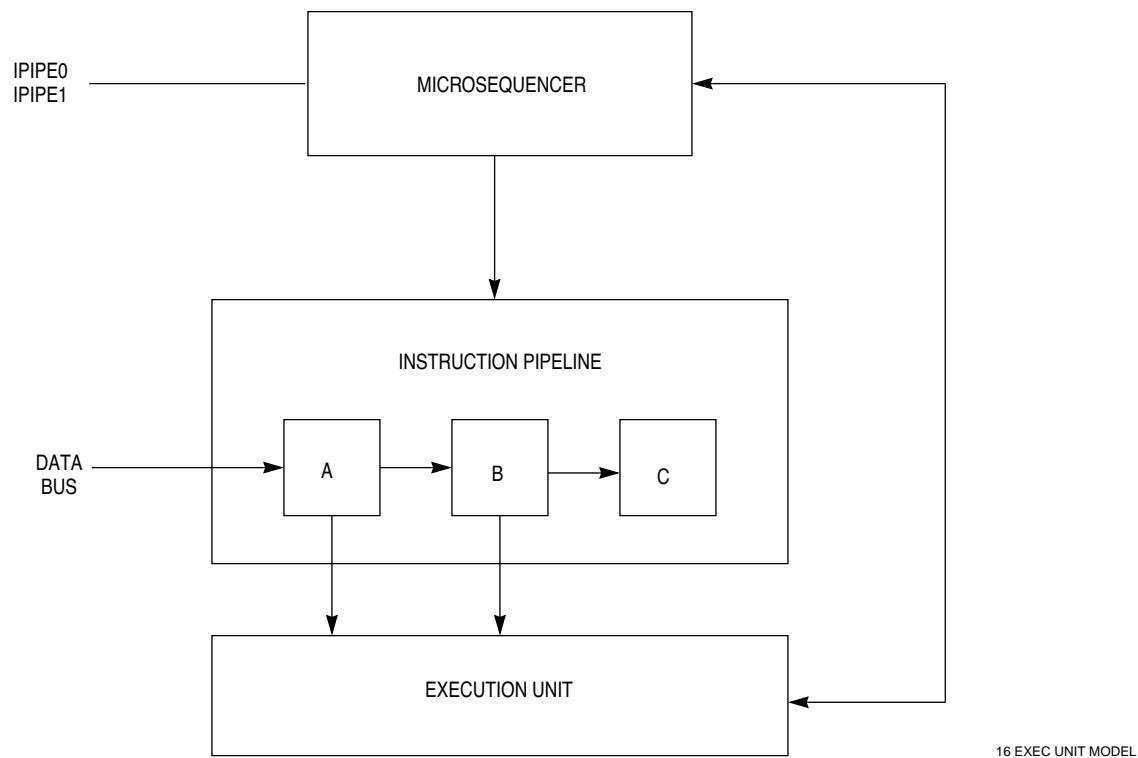 IPIPE0
IPIPE1
MICROSEQUENCER
INSTRUCTION PIPELINE
DATA
BUS
A
B
C
EXECUTION UNIT
16 EXEC UNIT MODEL